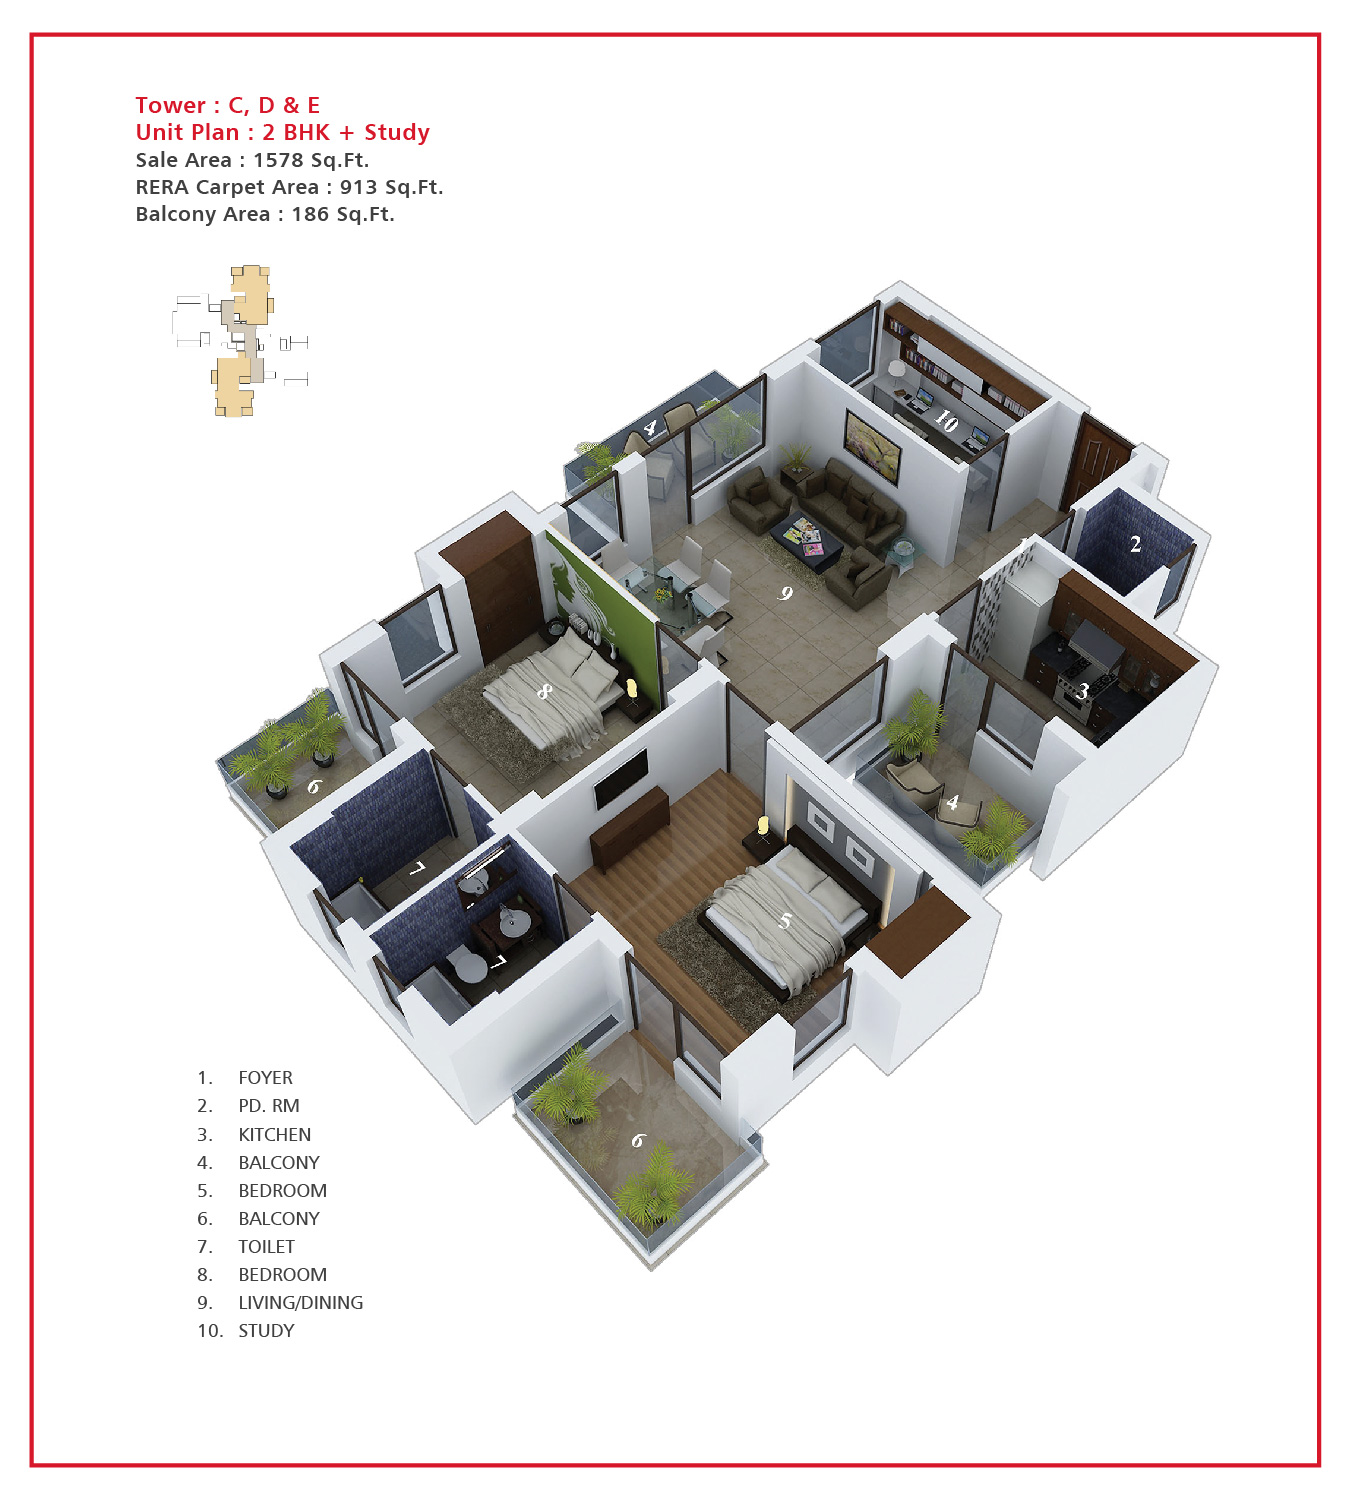 Tower : C, D & E
Unit Plan : 2 BHK + Study
Sale Area : 1578 Sq.Ft.
RERA Carpet Area : 913 Sq.Ft.
Balcony Area : 186 Sq.Ft.
10
4
2
1
9
8
3
6
4
7
5
7
6
1. FOYER
2. PD. RM
3. KITCHEN
4. BALCONY
5. BEDROOM
6. BALCONY
7. TOILET
8. BEDROOM
9. LIVING/DINING
10. STUDY